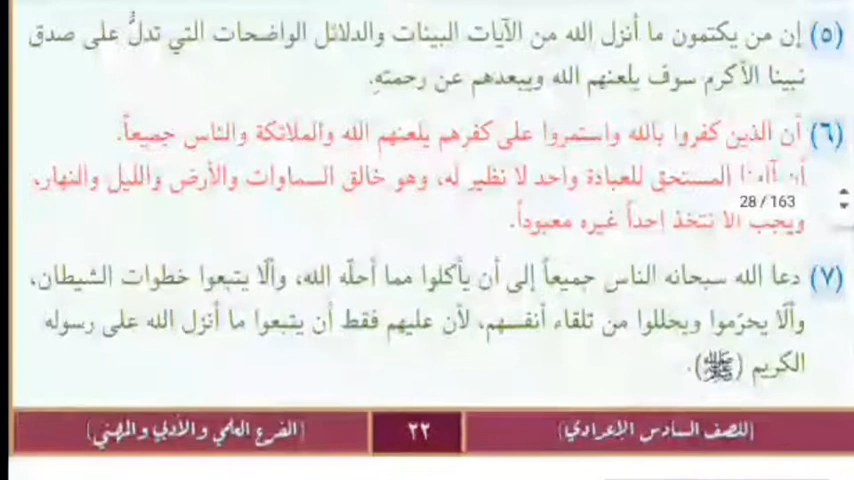 (٥) إن من يكتمون ما أنزل الله من الآيات البينات والدلائل الواضحات التي تدلُّ على صدق
نبينا الأكرم سوف يلعنهم الله ويبعدهم عن رحمتهِ.
(٦) أن الذين كفروا بالله واستمروا على كفرهم يلعنهم الله والملائكة والناس جميعاً.
أن المستحق للعبادة واحد لا نظير له، وهو خالق السماوات والأرض والليل والنهار،
28 / 163
ويجب ألا نتخذ احداً غيره معبوداً.
(٧) دعا الله سبحانه الناس جميعاً إلى أن يأكلوا مما أحلّه الله، وألّا يتبعوا خطوات الشيطان،
وألّا يحرّموا ويحللوا من تلقاء أنفسهم، لأن عليهم فقط أن يتبعوا ما أنزل الله على رسوله
الكريم (ﷺ).
(للصف السادس الإعدادي)
٢٢
(الفرع العلمي والأدبي والمهني)